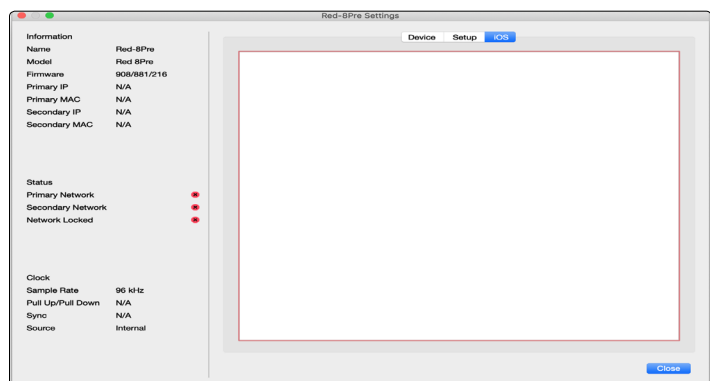 Red-8Pre Settings
Information
Name Red-8Pre
Model Red 8Pre
Firmware 908/881/216
Primary IP N/A
Primary MAC N/A
Secondary IP N/A
Secondary MAC N/A
Status
Primary Network
Secondary Network
Network Locked
Clock
Sample Rate 96 kHz
Pull Up/Pull Down N/A
Sync N/A
Source Internal
Device Setup iOS
Close